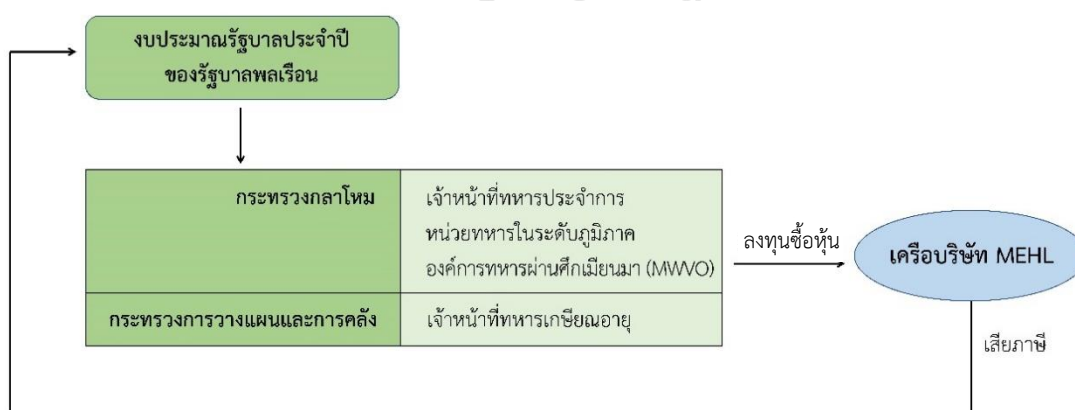 งบประมาณรัฐบาลประจำปี
ของรัฐบาลพลเรือน
กระทรวงกลาโหม
เจ้าหน้าที่ทหารประจำการ
หน่วยทหารในระดับภูมิภาค
องค์การทหารผ่านศึกเมียนมา (MWVO)
กระทรวงการวางแผนและการคลัง
เจ้าหน้าที่ทหารเกษียณอายุ
ลงทุนซื้อหุ้น
เครือบริษัท MEHL
เสียภาษี